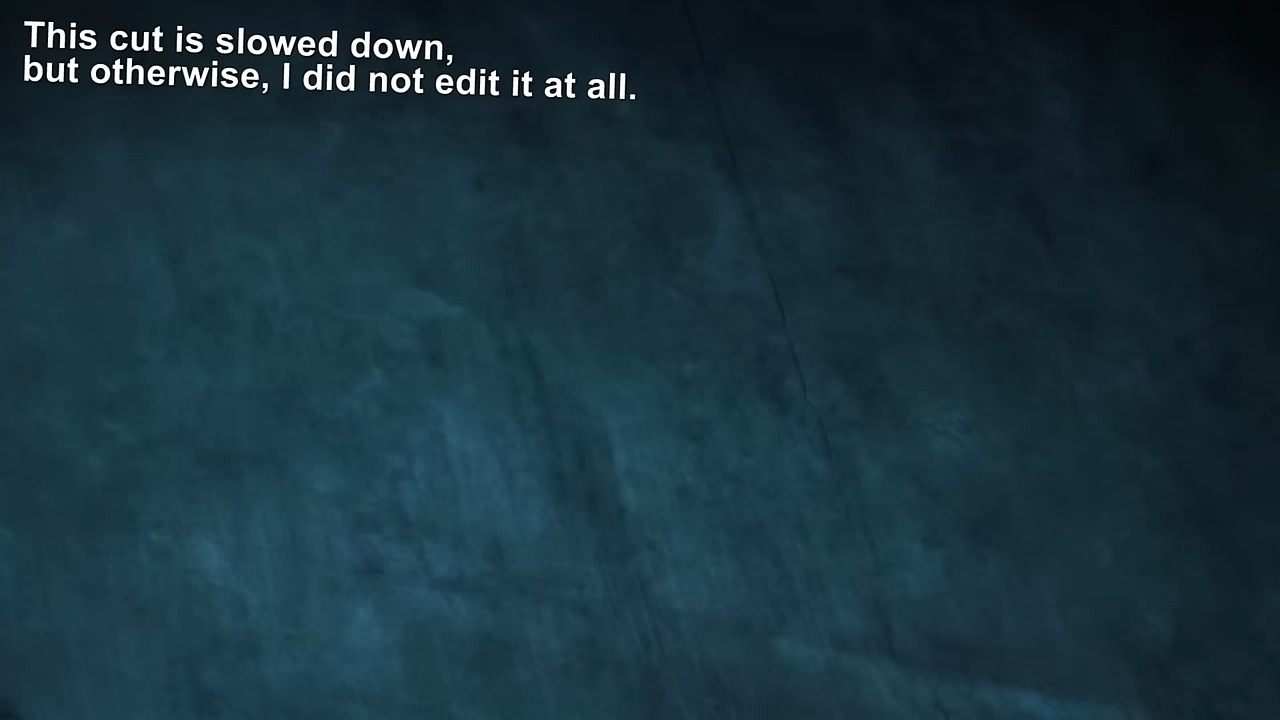 This cut is slowed down,
but otherwise, I did not edit it at all.